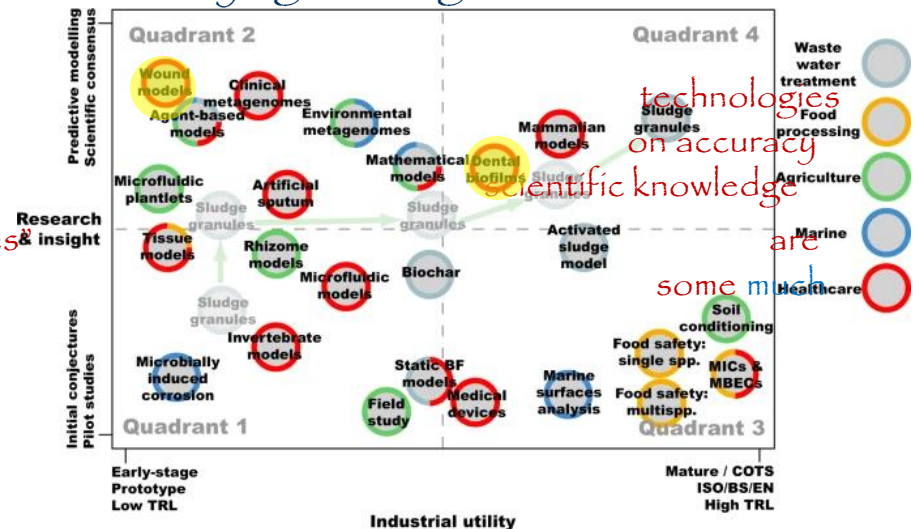 Quadrant 2
Quadrant 4
Predictive modelling
Scientific consensus
Wound
models
Clinical
metagenomes
Agent-based
models
Environmental
metagenomes
Mathematical
models
Dental
biofilms
Mammalian
models
Sludge
granules
technologies
on accuracy
scientific knowledge
are
some much
Microfluidic
plantlets
Artificial
sputum
Sludge
granules
Sludge
granules
Sludge
granules
Research
& insight
es"
Tissue
models
Rhizome
models
Microfluidic
models
Biochar
Activated
sludge
model
Sludge
granules
Invertebrate
models
Microbially
induced
corrosion
Static BF
models
Field
study
Medical
devices
Marine
surfaces
analysis
Food safety:
single spp.
Food safety:
multispp.
Soil
conditioning
MICs &
MBECs
Initial conjectures
Pilot studies
Quadrant 1
Quadrant 3
Early-stage
Prototype
Low TRL
Mature / COTS
ISO/BS/EN
High TRL
Industrial utility
Waste
water
treatment
Food
processing
Agriculture
Marine
Healthcare